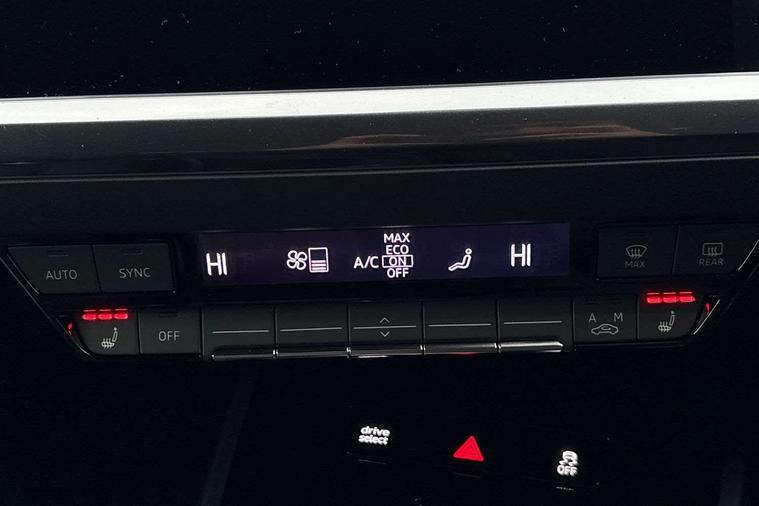 AUTO
SYNC
HI
A/C
MAX
ECO
ON
OFF
HI
MAX
REAR
OFF
A M
drive
select
OFF